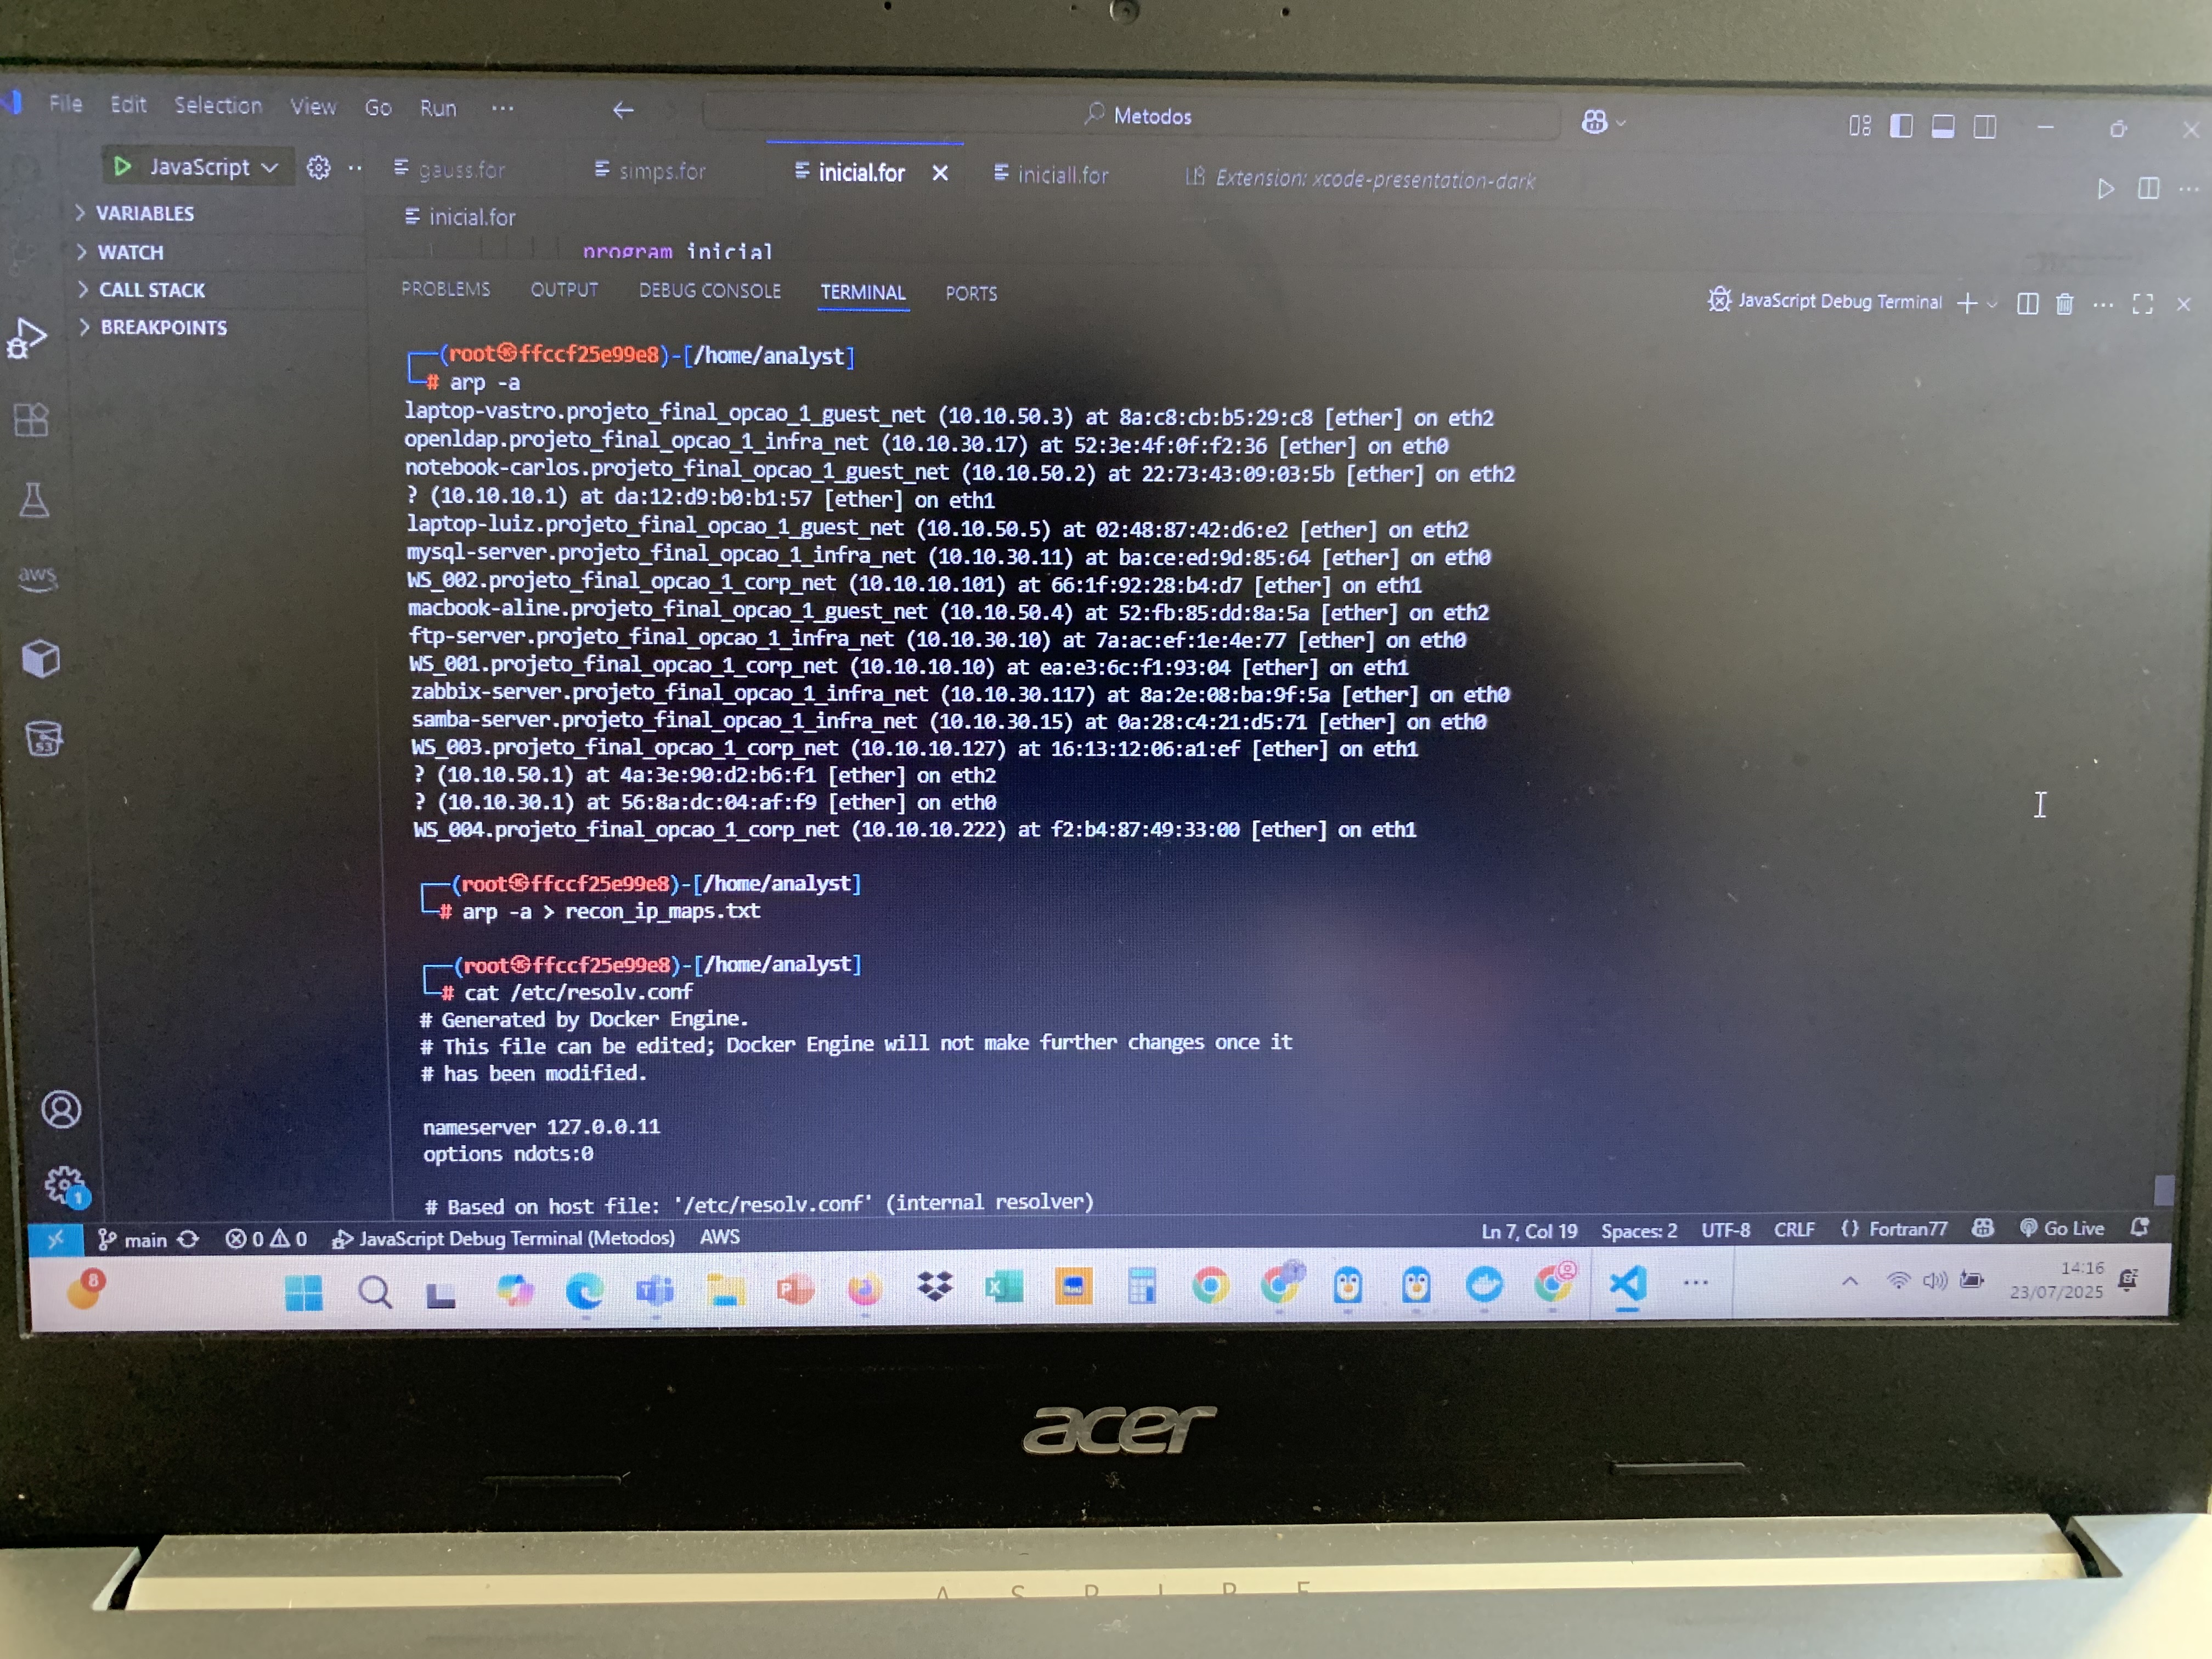 File Edit Selection View Go Run ··· ← Metodos
JavaScript gauss.for simps.for inicial.for iniciall.for Extension: xcode-presentation-dark
VARIABLES
WATCH
CALL STACK
BREAKPOINTS
inicial.for
program inicial
PROBLEMS OUTPUT DEBUG CONSOLE TERMINAL PORTS JavaScript Debug Terminal
(root㉿ffccf25e99e8)-[/home/analyst]
# arp -a
laptop-vastro.projeto_final_opcao_1_guest_net (10.10.50.3) at 8a:c8:cb:b5:29:c8 [ether] on eth2
openldap.projeto_final_opcao_1_infra_net (10.10.30.17) at 52:3e:4f:0f:f2:36 [ether] on eth0
notebook-carlos.projeto_final_opcao_1_guest_net (10.10.50.2) at 22:73:43:09:03:5b [ether] on eth2
? (10.10.10.1) at da:12:d9:b0:b1:57 [ether] on eth1
laptop-luiz.projeto_final_opcao_1_guest_net (10.10.50.5) at 02:48:87:42:d6:e2 [ether] on eth2
mysql-server.projeto_final_opcao_1_infra_net (10.10.30.11) at ba:ce:ed:9d:85:64 [ether] on eth0
WS_002.projeto_final_opcao_1_corp_net (10.10.10.101) at 66:1f:92:28:b4:d7 [ether] on eth1
macbook-aline.projeto_final_opcao_1_guest_net (10.10.50.4) at 52:fb:85:dd:8a:5a [ether] on eth2
ftp-server.projeto_final_opcao_1_infra_net (10.10.30.10) at 7a:ac:ef:1e:4e:77 [ether] on eth0
WS_001.projeto_final_opcao_1_corp_net (10.10.10.10) at ea:e3:6c:f1:93:04 [ether] on eth1
zabbix-server.projeto_final_opcao_1_infra_net (10.10.30.117) at 8a:2e:08:ba:9f:5a [ether] on eth0
samba-server.projeto_final_opcao_1_infra_net (10.10.30.15) at 0a:28:c4:21:d5:71 [ether] on eth0
WS_003.projeto_final_opcao_1_corp_net (10.10.10.127) at 16:13:12:06:a1:ef [ether] on eth1
? (10.10.50.1) at 4a:3e:90:d2:b6:f1 [ether] on eth2
? (10.10.30.1) at 56:8a:dc:04:af:f9 [ether] on eth0
WS_004.projeto_final_opcao_1_corp_net (10.10.10.222) at f2:b4:87:49:33:00 [ether] on eth1
(root㉿ffccf25e99e8)-[/home/analyst]
# arp -a > recon_ip_maps.txt
(root㉿ffccf25e99e8)-[/home/analyst]
# cat /etc/resolv.conf
# Generated by Docker Engine.
# This file can be edited; Docker Engine will not make further changes once it
# has been modified.
nameserver 127.0.0.11
options ndots:0
# Based on host file: '/etc/resolv.conf' (internal resolver)
aws
S3
1
main 0 0 JavaScript Debug Terminal (Metodos) AWS Ln 7, Col 19 Spaces: 2 UTF-8 CRLF {} Fortran77 Go Live
8
14:16
23/07/2025
acer
ASPIRE